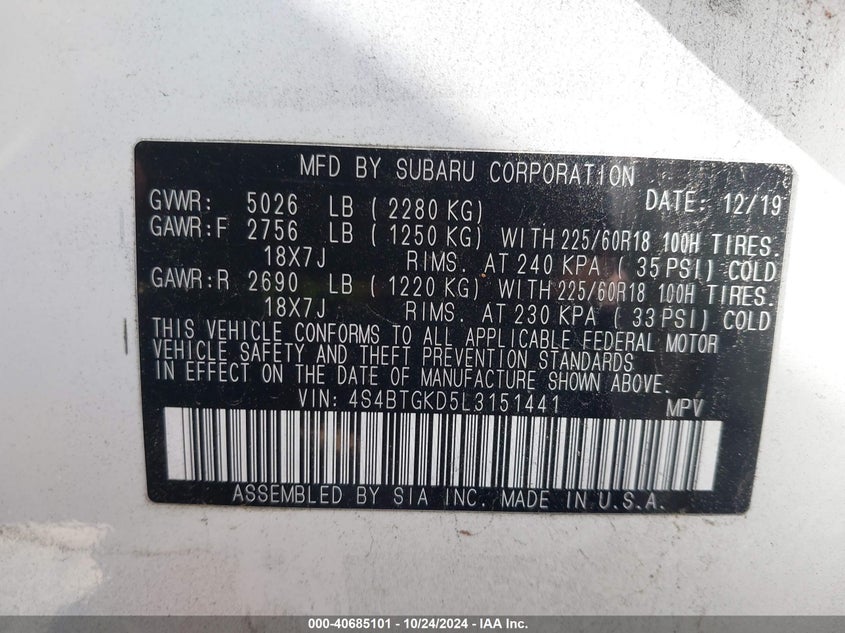 MFD BY SUBARU CORPORATION
GVWR: 5026 LB ( 2280 KG) DATE: 12/19
GAWR:F 2756 LB ( 1250 KG) WITH 225/60R18 100H TIRES.
18X7J RIMS. AT 240 KPA ( 35 PSI) COLD
GAWR:R 2690 LB ( 1220 KG) WITH 225/60R18 100H TIRES.
18X7J RIMS. AT 230 KPA ( 33 PSI) COLD
THIS VEHICLE CONFORMS TO ALL APPLICABLE FEDERAL MOTOR
VEHICLE SAFETY AND THEFT PREVENTION STANDARDS
IN EFFECT ON THE DATE OF MANUFACTURE SHOWN ABOVE.
VIN: 4S4BTGKD5L3151441 MPV
ASSEMBLED BY SIA INC. MADE IN U.S.A.
000-40685101 - 10/24/2024 - IAAI.com